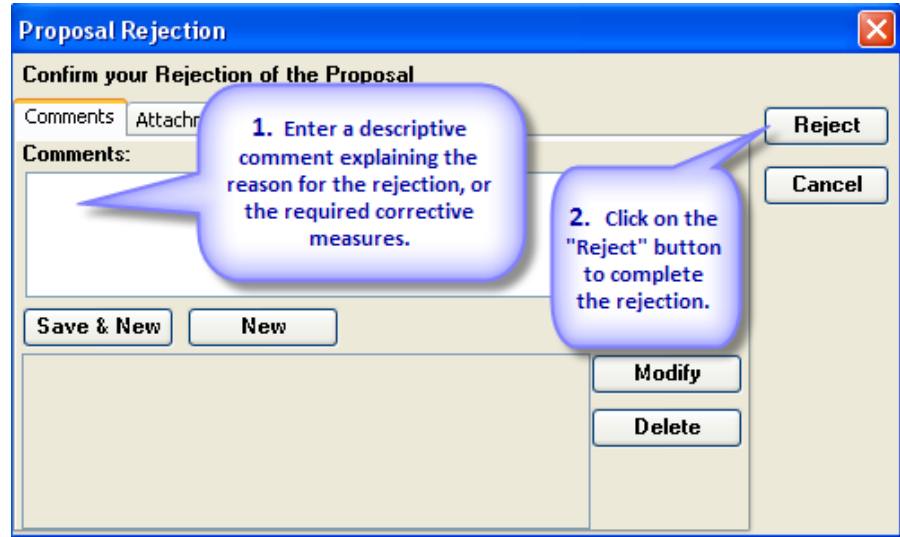 Proposal Rejection
Confirm your Rejection of the Proposal
Comments
Comments:
1. Enter a descriptive
comment explaining the
reason for the rejection, or
the required corrective
measures.
Reject
Cancel
2. Click on the
"Reject" button
to complete
the rejection.
Save & New
New
Modify
Delete